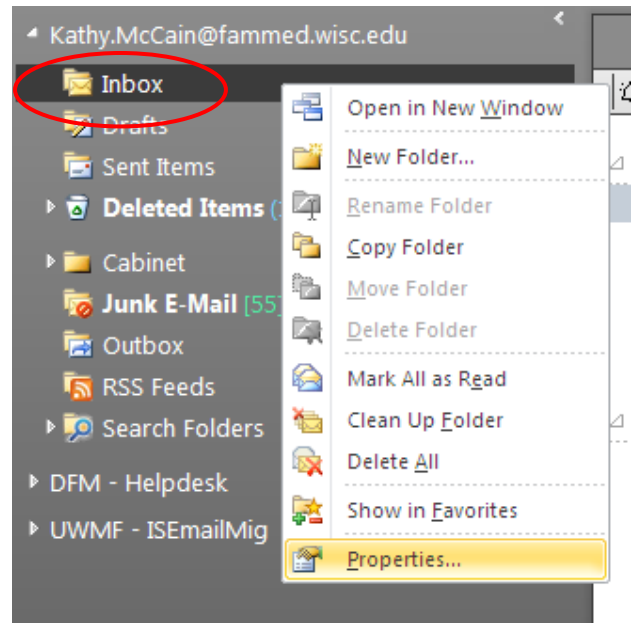 Kathy.McCain@fammed.wisc.edu
Inbox
Drafts
Sent Items
Deleted Items (
Cabinet
Junk E-Mail [55]
Outbox
RSS Feeds
Search Folders
DFM - Helpdesk
UWMF - ISEmailMig
Open in New Window
New Folder...
Rename Folder
Copy Folder
Move Folder
Delete Folder
Mark All as Read
Clean Up Folder
Delete All
Show in Favorites
Properties...